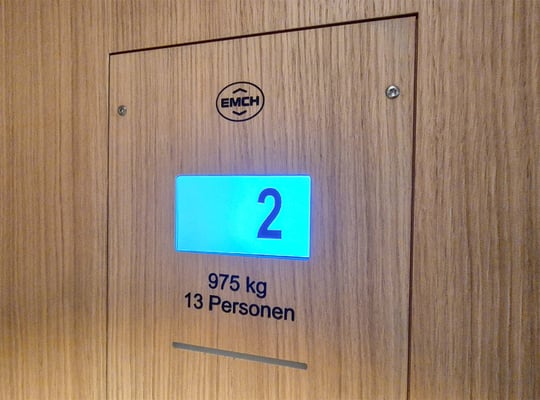 EMCH
2
975 kg
13 Personen